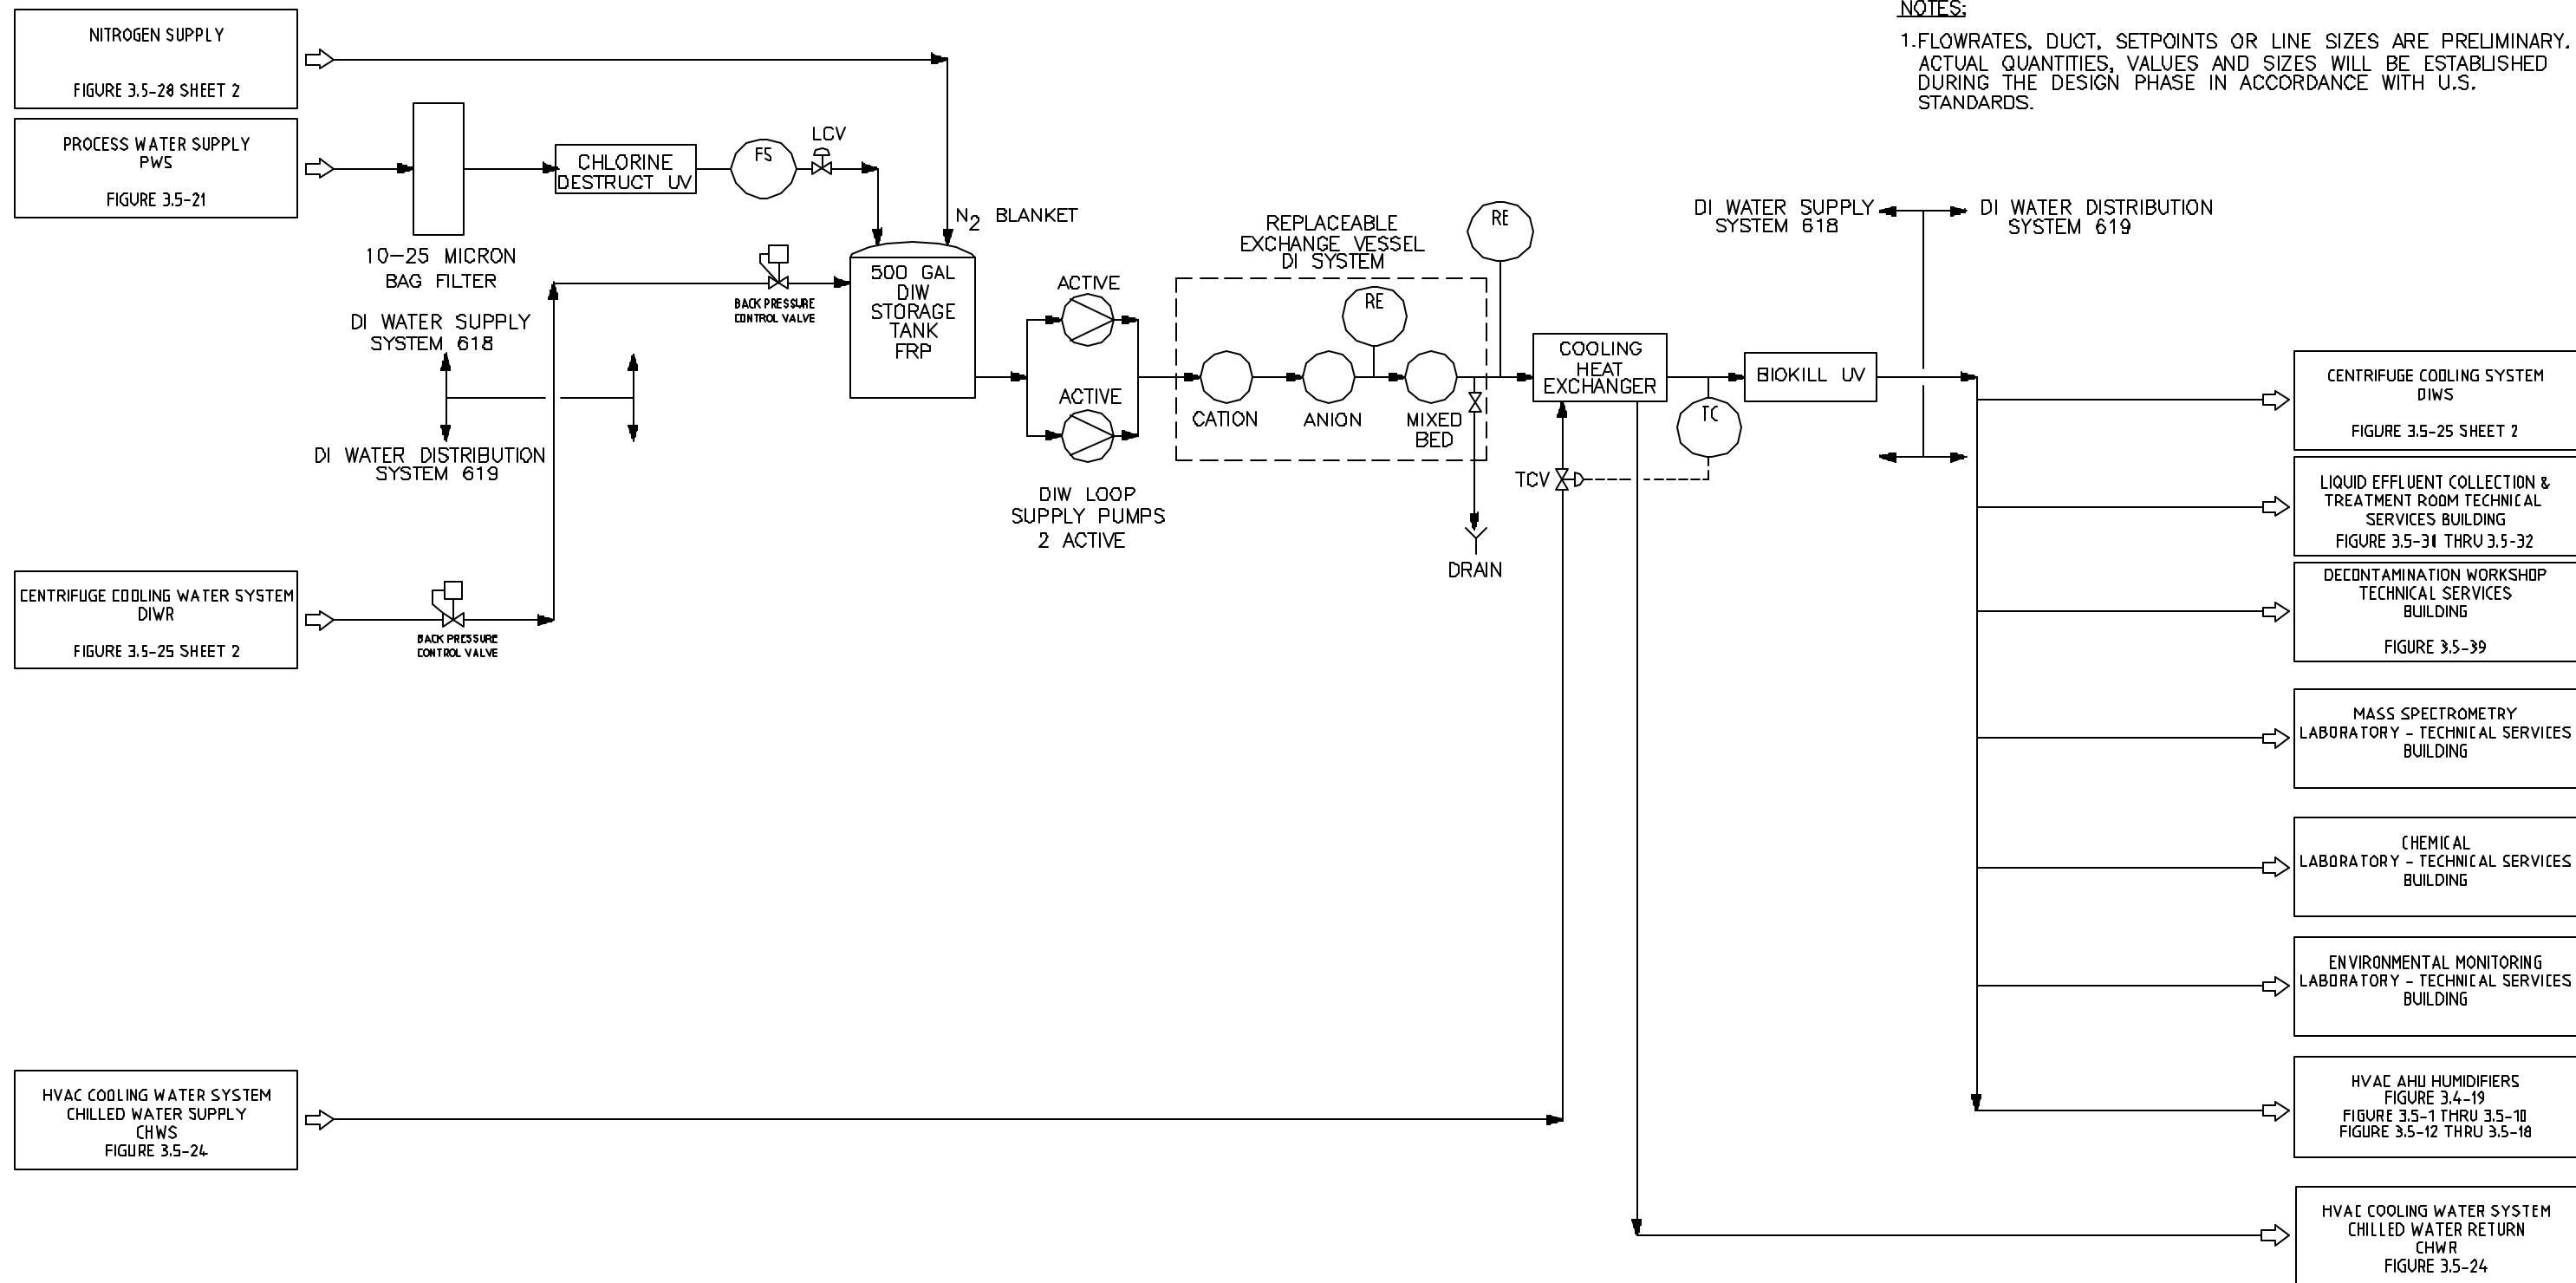 NOTES:
1. FLOWRATES, DUCT, SETPOINTS OR LINE SIZES ARE PRELIMINARY.
ACTUAL QUANTITIES, VALUES AND SIZES WILL BE ESTABLISHED
DURING THE DESIGN PHASE IN ACCORDANCE WITH U.S.
STANDARDS.
NITROGEN SUPPLY
FIGURE 3.5-28 SHEET 2
PROCESS WATER SUPPLY
PWS
FIGURE 3.5-21
10-25 MICRON
BAG FILTER
CHLORINE
DESTRUCT UV
FS
LCV
N2 BLANKET
BACK PRESSURE
CONTROL VALVE
500 GAL
DIW
STORAGE
TANK
FRP
DI WATER SUPPLY
SYSTEM 618
DI WATER DISTRIBUTION
SYSTEM 619
ACTIVE
ACTIVE
DIW LOOP
SUPPLY PUMPS
2 ACTIVE
REPLACEABLE
EXCHANGE VESSEL
DI SYSTEM
RE
RE
CATION
ANION
MIXED
BED
DRAIN
COOLING
HEAT
EXCHANGER
TCV
TC
BIOKILL UV
DI WATER SUPPLY
SYSTEM 618
DI WATER DISTRIBUTION
SYSTEM 619
CENTRIFUGE COOLING WATER SYSTEM
DIWR
FIGURE 3.5-25 SHEET 2
BACK PRESSURE
CONTROL VALVE
HVAC COOLING WATER SYSTEM
CHILLED WATER SUPPLY
CHWS
FIGURE 3.5-24
CENTRIFUGE COOLING SYSTEM
DIWS
FIGURE 3.5-25 SHEET 2
LIQUID EFFLUENT COLLECTION &
TREATMENT ROOM TECHNICAL
SERVICES BUILDING
FIGURE 3.5-31 THRU 3.5-32
DECONTAMINATION WORKSHOP
TECHNICAL SERVICES
BUILDING
FIGURE 3.5-39
MASS SPECTROMETRY
LABORATORY - TECHNICAL SERVICES
BUILDING
CHEMICAL
LABORATORY - TECHNICAL SERVICES
BUILDING
ENVIRONMENTAL MONITORING
LABORATORY - TECHNICAL SERVICES
BUILDING
HVAC AHU HUMIDIFIERS
FIGURE 3.4-19
FIGURE 3.5-1 THRU 3.5-10
FIGURE 3.5-12 THRU 3.5-18
HVAC COOLING WATER SYSTEM
CHILLED WATER RETURN
CHWR
FIGURE 3.5-24